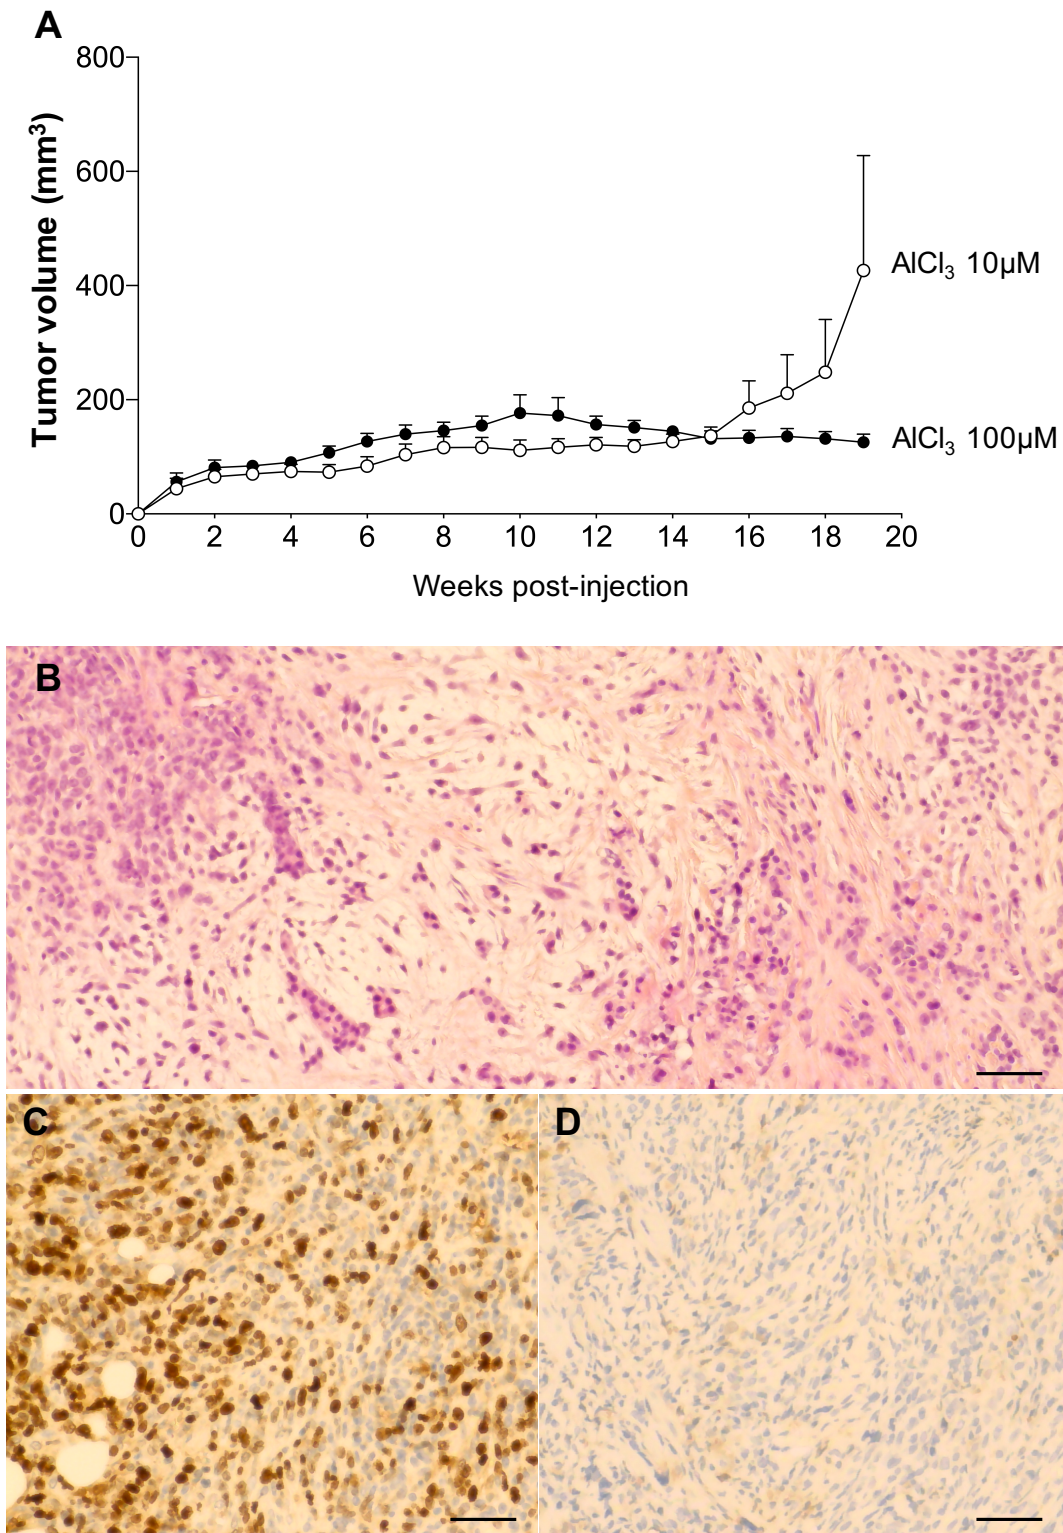 A
800
600
400
200
0
Tumor volume (mm³)
0 2 4 6 8 10 12 14 16 18 20
Weeks post-injection
AlCl₃ 10µM
AlCl₃ 100µM
B
C
D